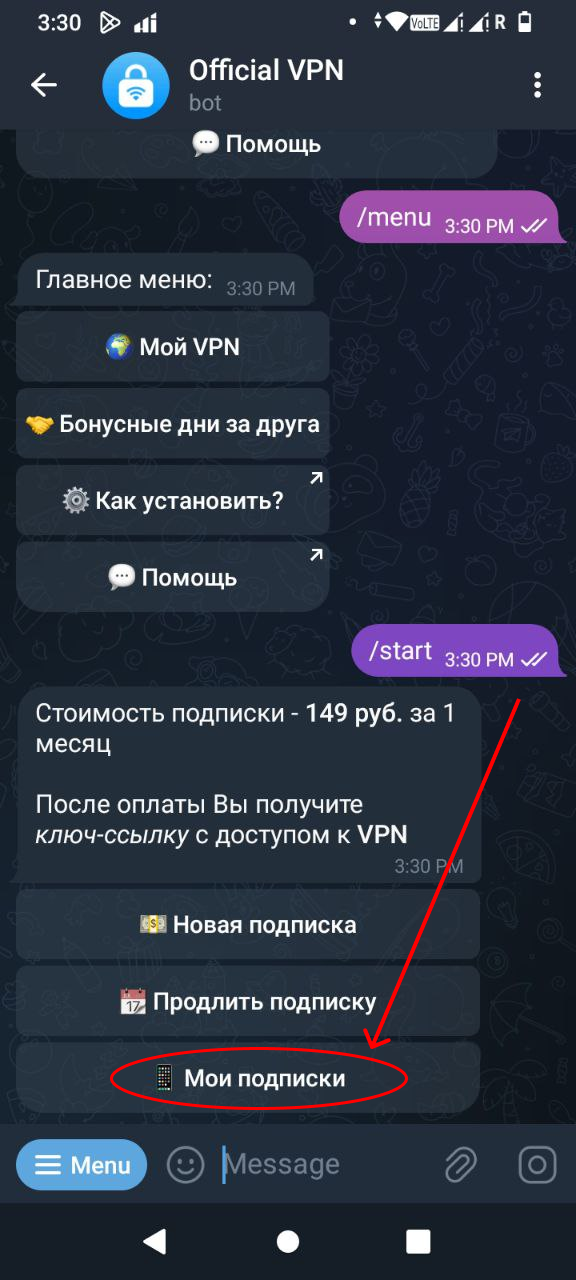 3:30 VoLTE R
Official VPN
bot
Помощь
/menu 3:30 PM
Главное меню: 3:30 PM
Мой VPN
Бонусные дни за друга
Как установить?
Помощь
/start 3:30 PM
Стоимость подписки - 149 руб. за 1
месяц
После оплаты Вы получите
ключ-ссылку с доступом к VPN
3:30 PM
Новая подписка
17 Продлить подписку
Мои подписки
Menu Message